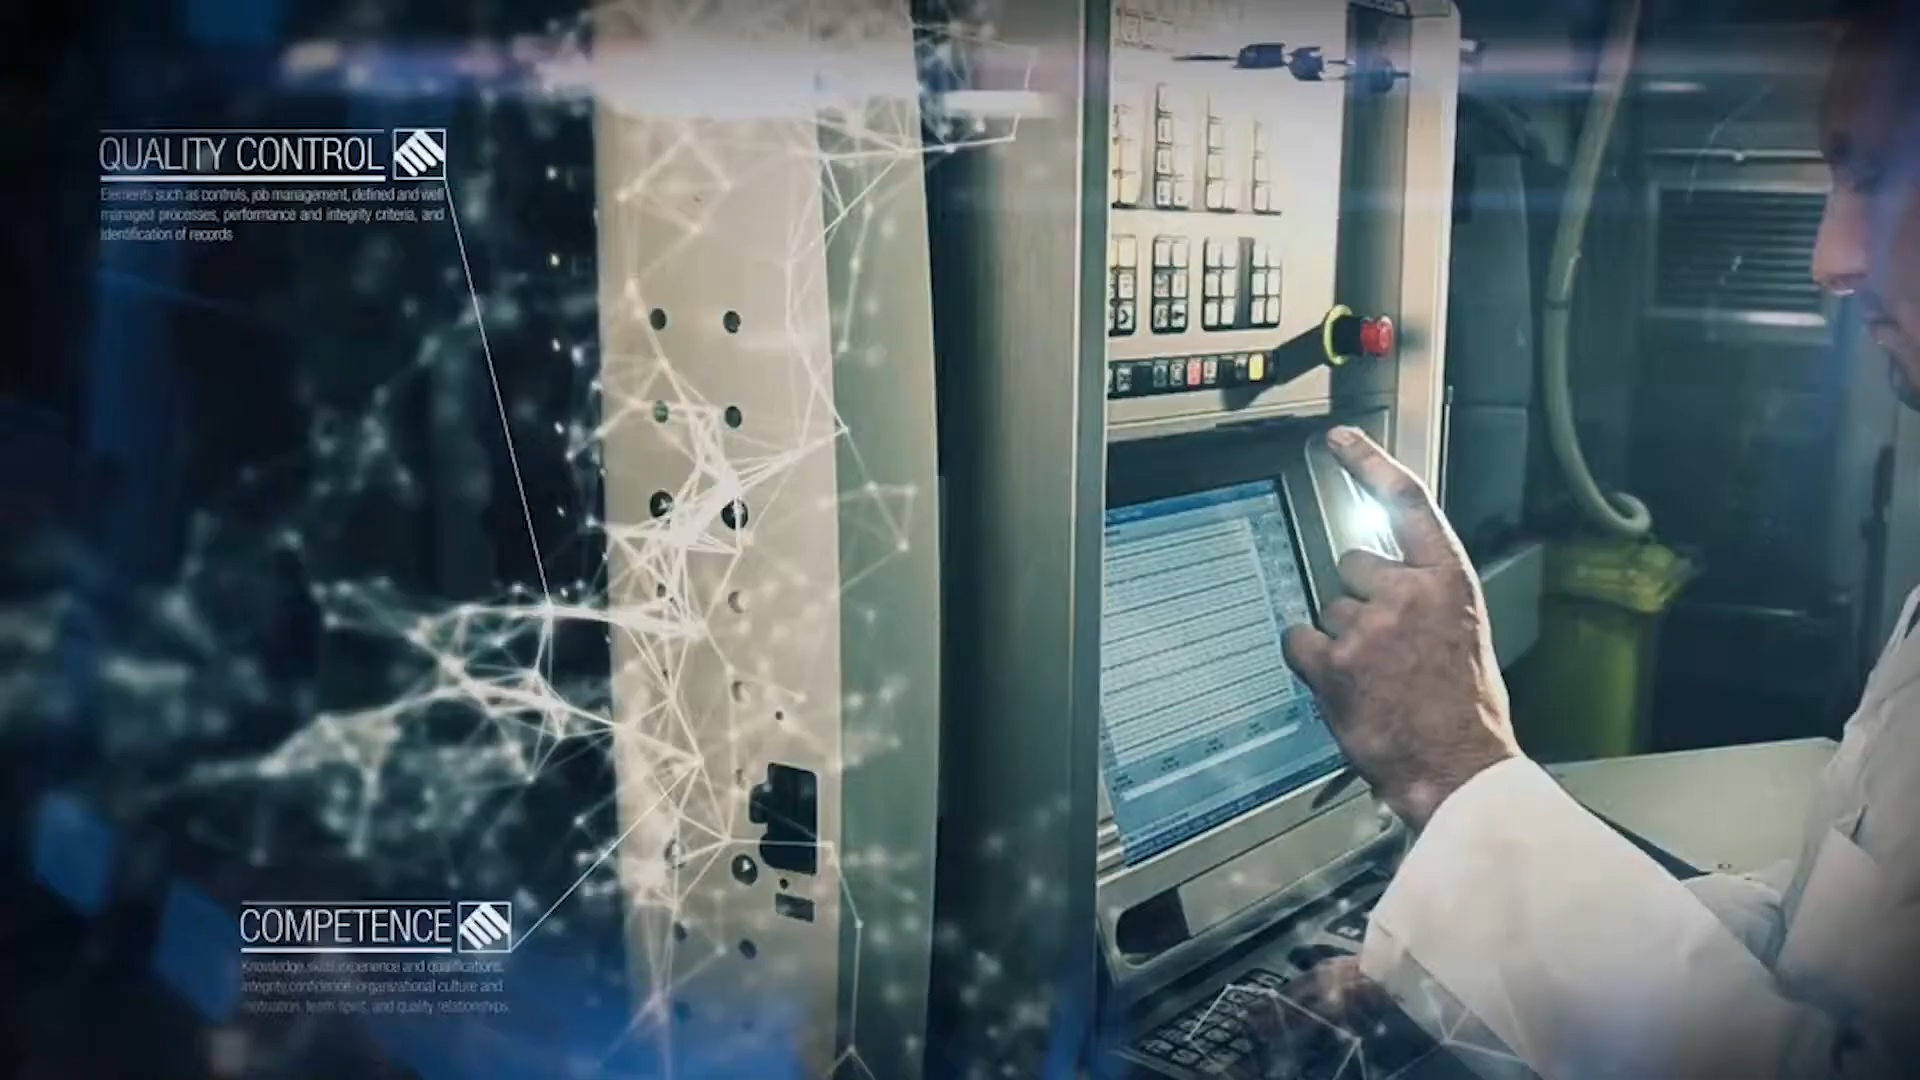 QUALITY CONTROL
Elements such as controls, job management, defined and well
managed processes, performance and integrity criteria, and
identification of records
COMPETENCE
Knowledge, skills, experience and qualifications,
integrity, confidence, organizational culture and
motivation, team spirit, and quality relationships.